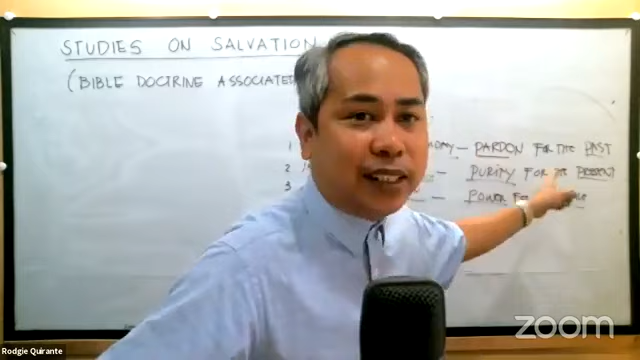 STUDIES ON SALVATION
(BIBLE DOCTRINE ASSOCIATED
1 DAY — PARDON FOR THE PAST
2 — PURITY FOR THE PRESENT
3 — POWER
Rodgie Quirante
zoom